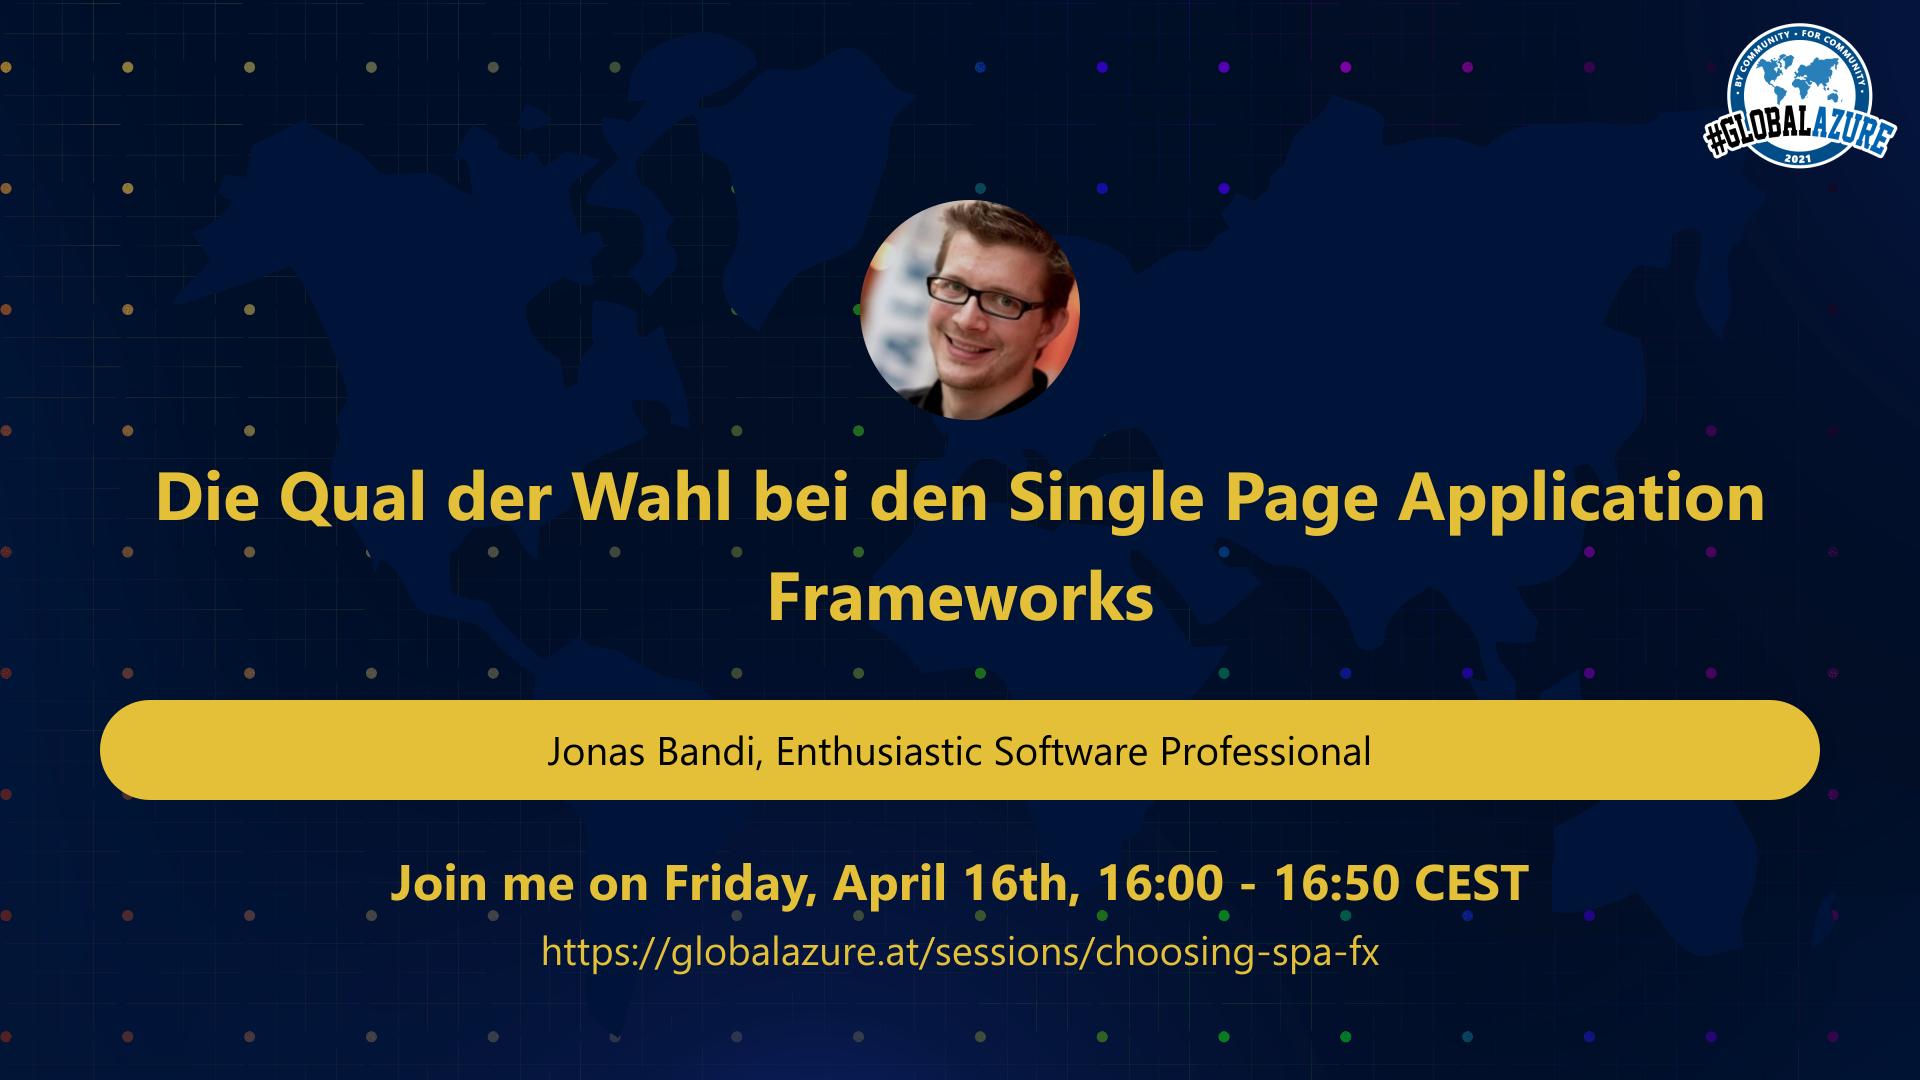 • BY COMMUNITY • FOR COMMUNITY •
#GLOBALAZURE
2021
Die Qual der Wahl bei den Single Page Application
Frameworks
Jonas Bandi, Enthusiastic Software Professional
Join me on Friday, April 16th, 16:00 - 16:50 CEST
https://globalazure.at/sessions/choosing-spa-fx